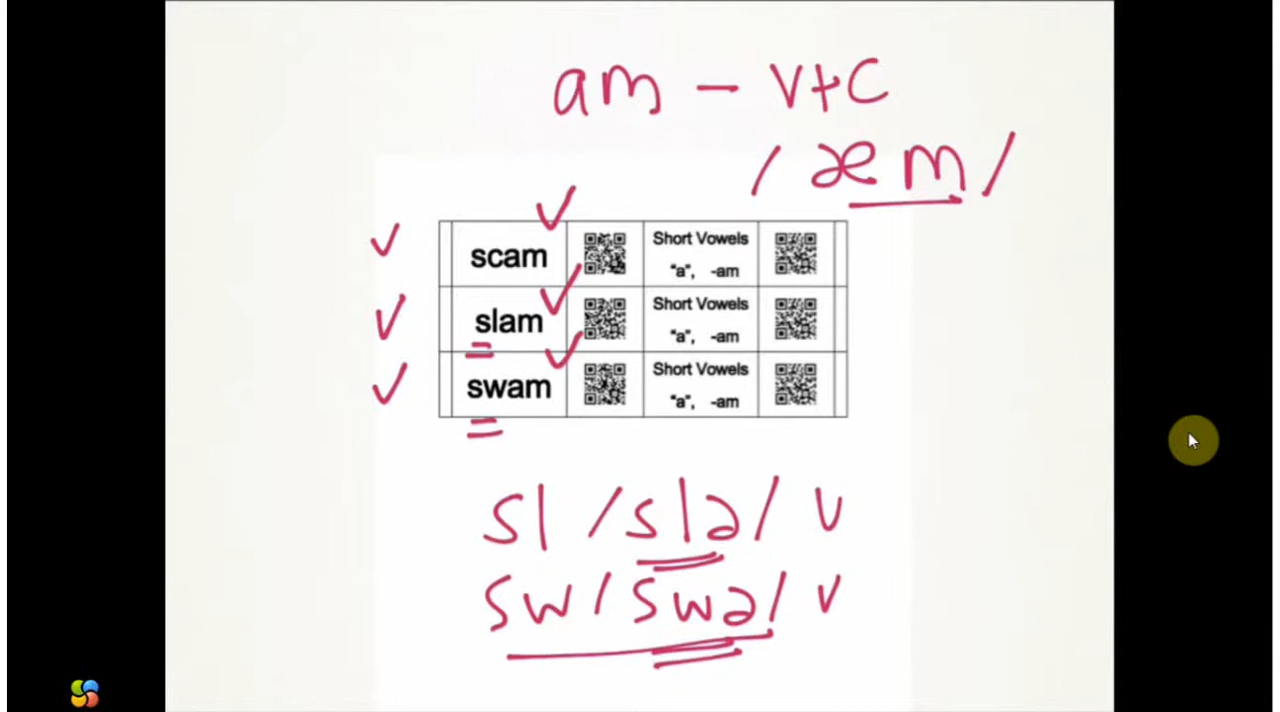 am - v+c
/æm/
scam Short Vowels
"a", -am
slam Short Vowels
"a", -am
swam Short Vowels
"a", -am
sl /slə/ v
sw /swə/ v